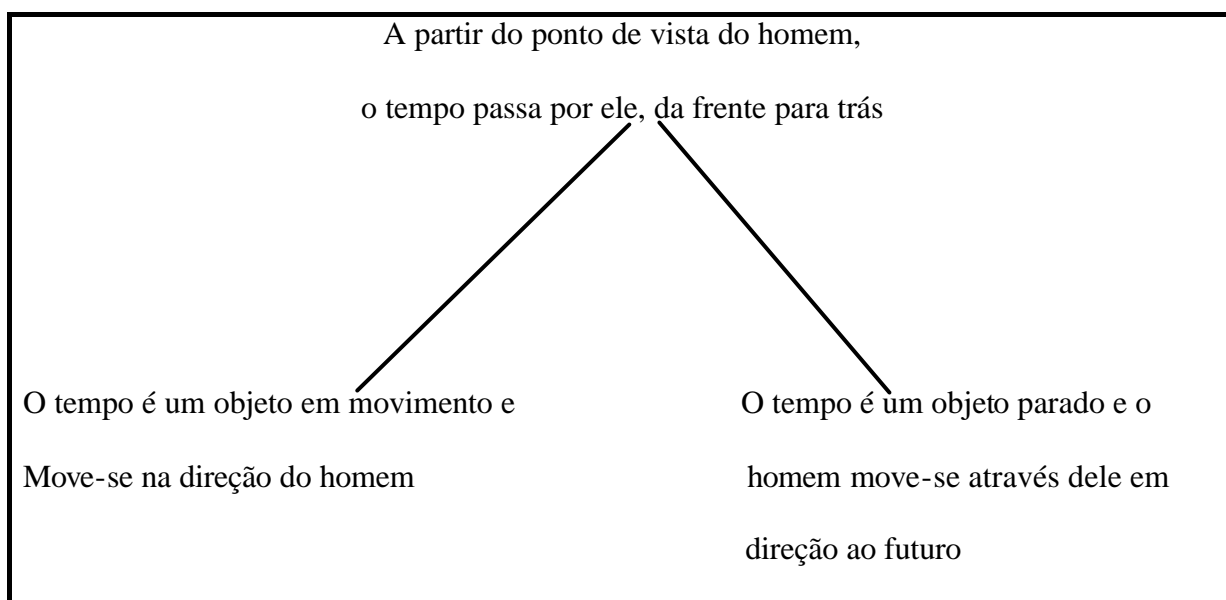 A partir do ponto de vista do homem,
o tempo passa por ele, da frente para trás
O tempo é um objeto em movimento e
Move-se na direção do homem
O tempo é um objeto parado e o
homem move-se através dele em
direção ao futuro